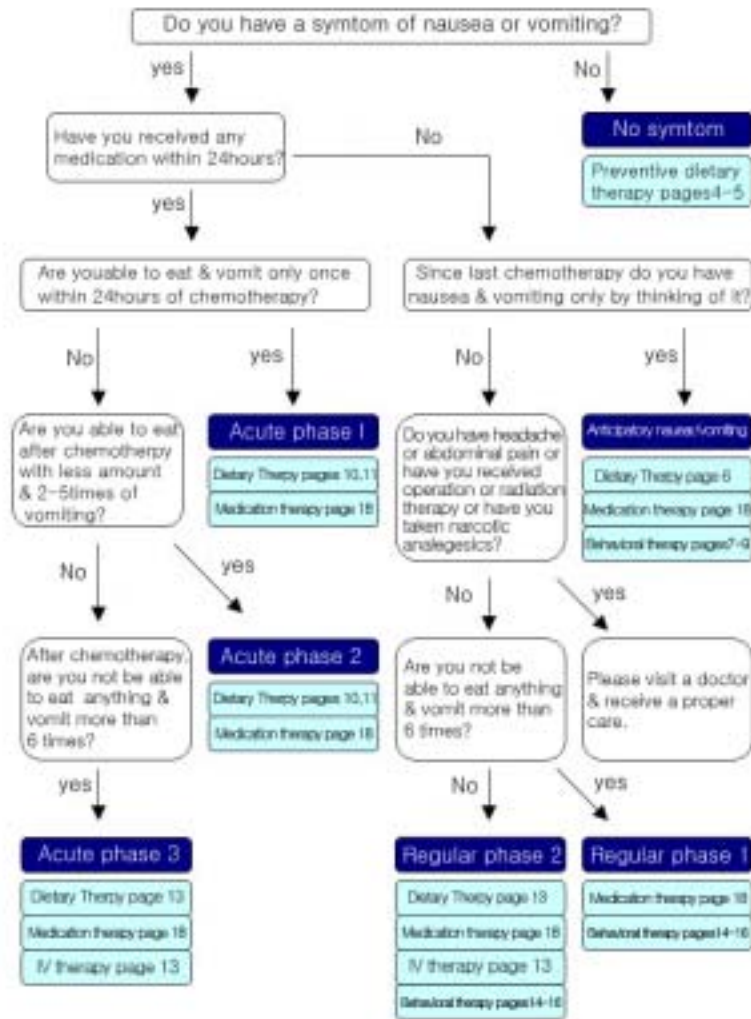 Do you have a symtom of nausea or vomiting?
yes
No
Have you received any
medication within 24hours?
No
No symtom
Preventive dietary
therapy pages4-5
yes
Are youable to eat & vomit only once
within 24hours of chemotherapy?
Since last chemotherapy do you have
nausea & vomiting only by thinking of it?
No
yes
No
yes
Are you able to eat
after chemotherpy
with less amount
& 2-5times of
vomiting?
Acute phase 1
Dietary Therpy pages 10,11
Medication therapy page 18
Do you have headache
or abdominal pain or
have you received
operation or radiation
therapy or have you
taken narcotic
analegesics?
Anticipatory nausea/vomiting
Dietary Therpy page 6
Medication therapy page 18
Behavioral therapy pages7-9
No
yes
No
yes
After chemotherapy,
are you not be able
to eat anything &
vomit more than
6 times?
Acute phase 2
Dietary Therpy pages 10,11
Medication therapy page 18
Are you not be
able to eat anything
& vomit more than
6 times?
Please visit a doctor
& receive a proper
care.
yes
No
yes
Acute phase 3
Dietary Therpy page 13
Medication therapy page 18
IV therapy page 13
Regular phase 2
Dietary Therpy page 13
Medication therapy page 18
IV therapy page 13
Behavioral therapy pages14-16
Regular phase 1
Medication therapy page 18
Behavioral therapy pages14-16